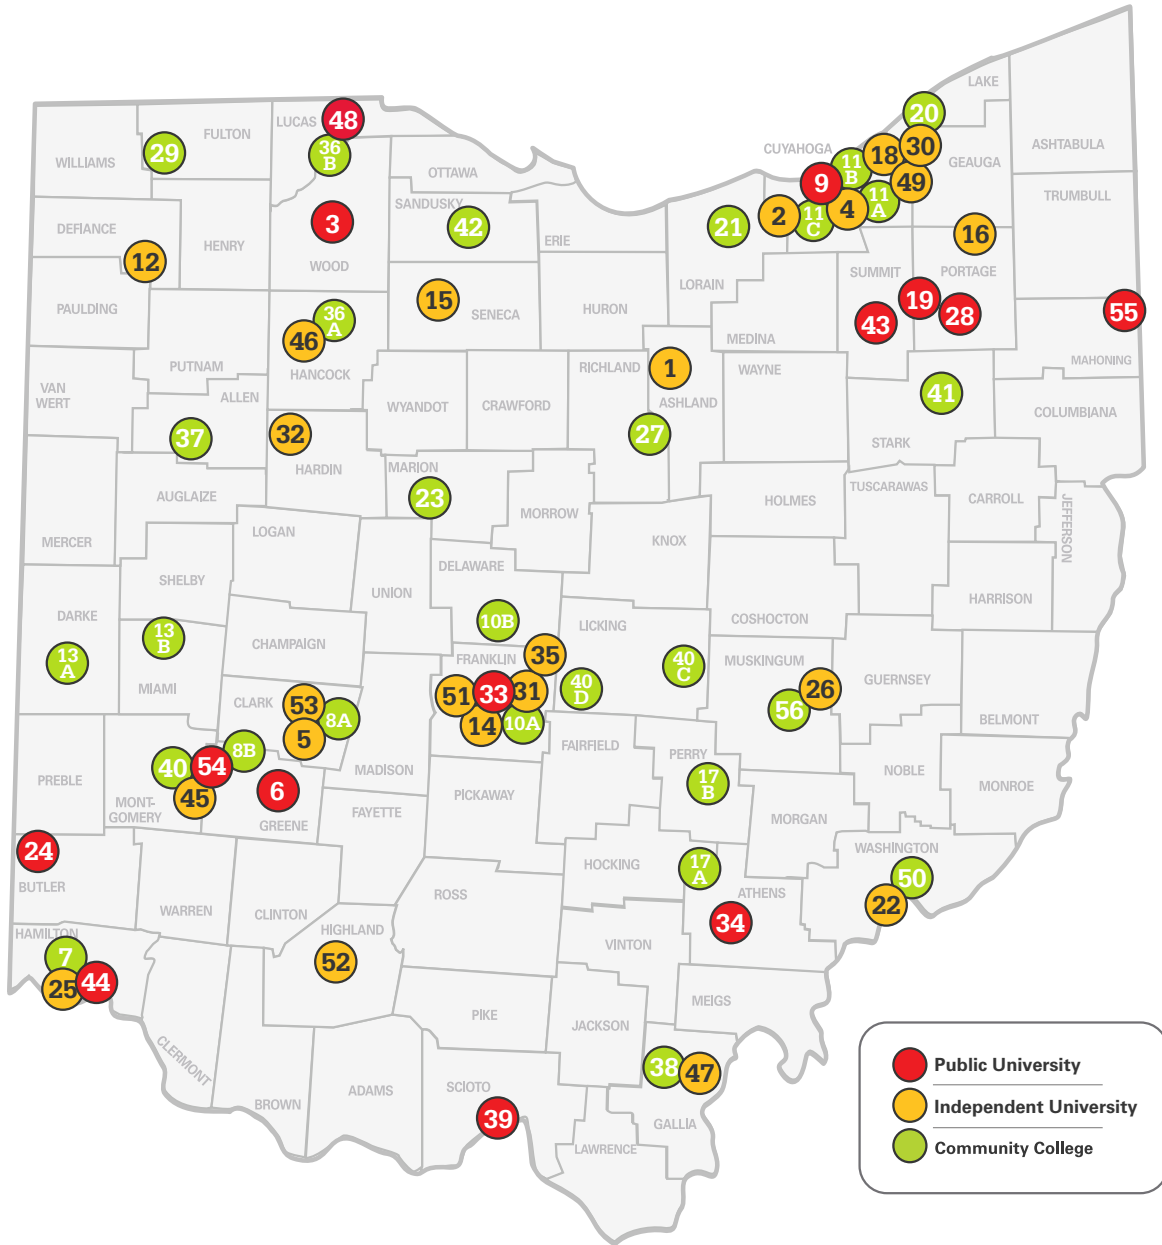 LAKE
20
ASHTABULA
LUCAS
48
FULTON
29
36
B
WILLIAMS
CUYAHOGA
18
30
GEAUGA
11
B
9
49
OTTAWA
TRUMBULL
SANDUSKY
42
3
DEFIANCE
HENRY
WOOD
ERIE
21
2
11
C
4
11
A
16
12
15
SENECA
HURON
LORAIN
SUMMIT
PORTAGE
19
28
43
55
PAULDING
36
A
46
HANCOCK
MEDINA
MAHONING
PUTNAM
RICHLAND
1
WAYNE
VAN
WERT
ALLEN
WYANDOT
CRAWFORD
ASHLAND
41
COLUMBIANA
37
32
HARDIN
27
STARK
MARION
23
AUGLAIZE
TUSCARAWAS
HOLMES
CARROLL
JEFFERSON
MORROW
LOGAN
KNOX
MERCER
DELAWARE
SHELBY
UNION
HARRISON
DARKE
10B
LICKING
COSHOCTON
13
B
CHAMPAIGN
13
A
FRANKLIN
35
40
C
MUSKINGUM
GUERNSEY
MIAMI
51
33
31
40
D
26
56
CLARK
53
8A
14
10A
BELMONT
5
8B
FAIRFIELD
PERRY
PREBLE
40
54
MADISON
NOBLE
MONROE
6
45
17
B
MONT-
GOMERY
PICKAWAY
FAYETTE
GREENE
MORGAN
24
WASHINGTON
HOCKING
17
A
50
BUTLER
ROSS
ATHENS
WARREN
CLINTON
22
34
HAMILTON
HIGHLAND
VINTON
7
52
25
44
MEIGS
PIKE
JACKSON
CLERMONT
38
47
SCIOTO
ADAMS
BROWN
39
GALLIA
LAWRENCE
Public University
Independent University
Community College